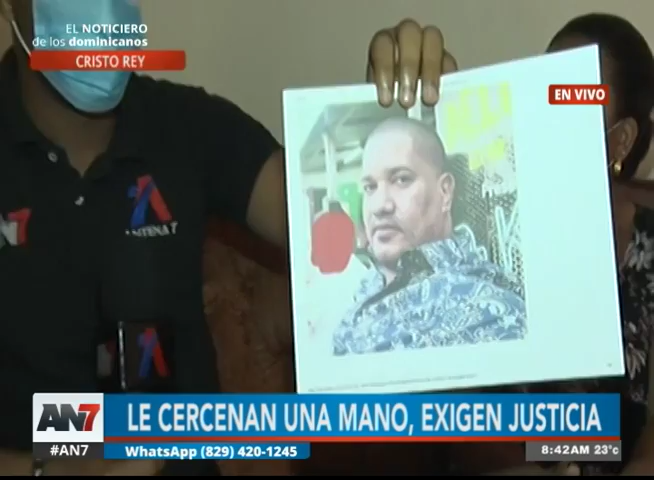 EL NOTICIERO
de los dominicanos
CRISTO REY
EN VIVO
AN7
ANTENA 7
AN7
LE CERCENAN UNA MANO, EXIGEN JUSTICIA
#AN7
WhatsApp (829) 420-1245
8:42AM 23°c